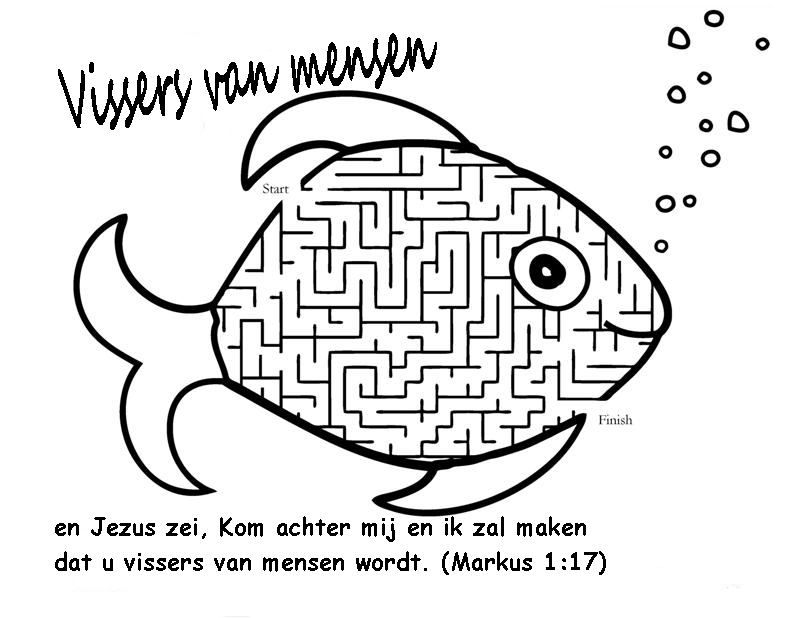 Vissers van mensen
Start
Finish
en Jezus zei, Kom achter mij en ik zal maken
dat u vissers van mensen wordt. (Markus 1:17)